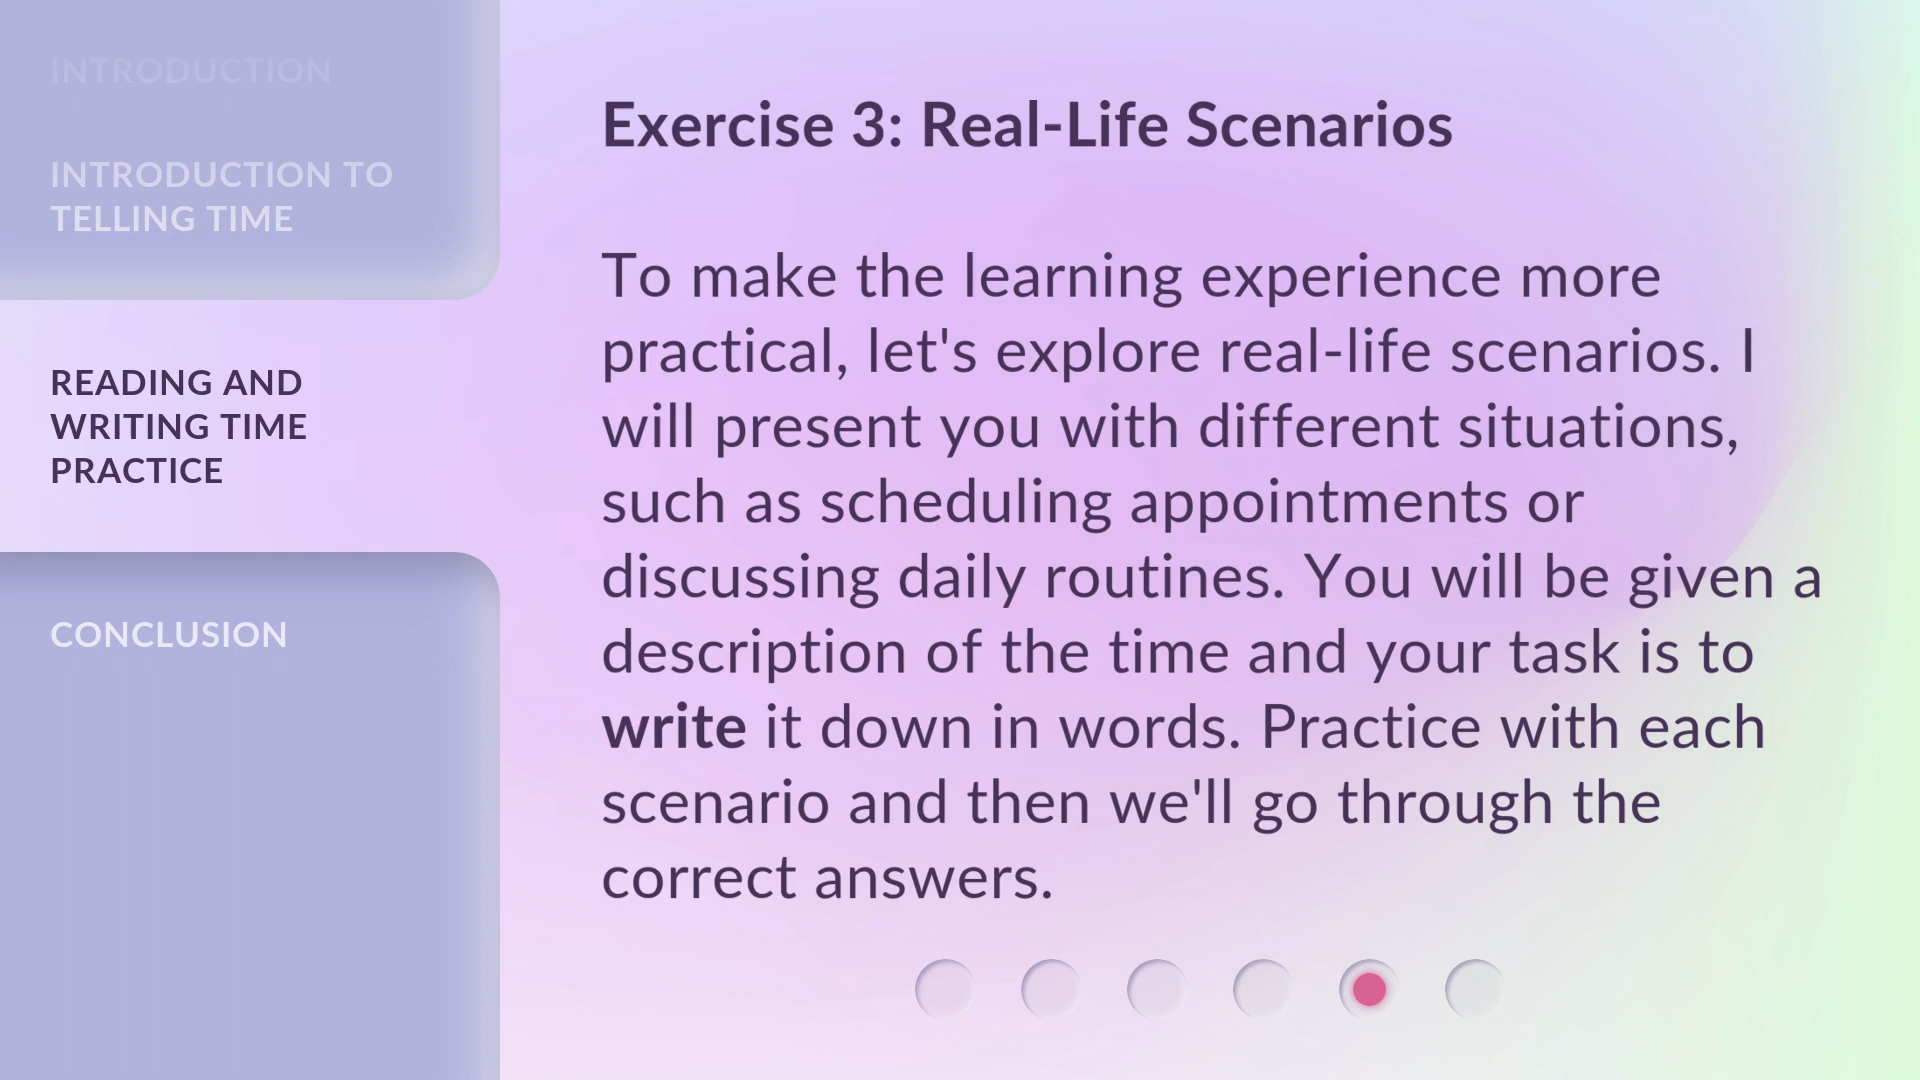 INTRODUCTION
INTRODUCTION TO
TELLING TIME
READING AND
WRITING TIME
PRACTICE
CONCLUSION
Exercise 3: Real-Life Scenarios
To make the learning experience more
practical, let's explore real-life scenarios. I
will present you with different situations,
such as scheduling appointments or
discussing daily routines. You will be given a
description of the time and your task is to
write it down in words. Practice with each
scenario and then we'll go through the
correct answers.